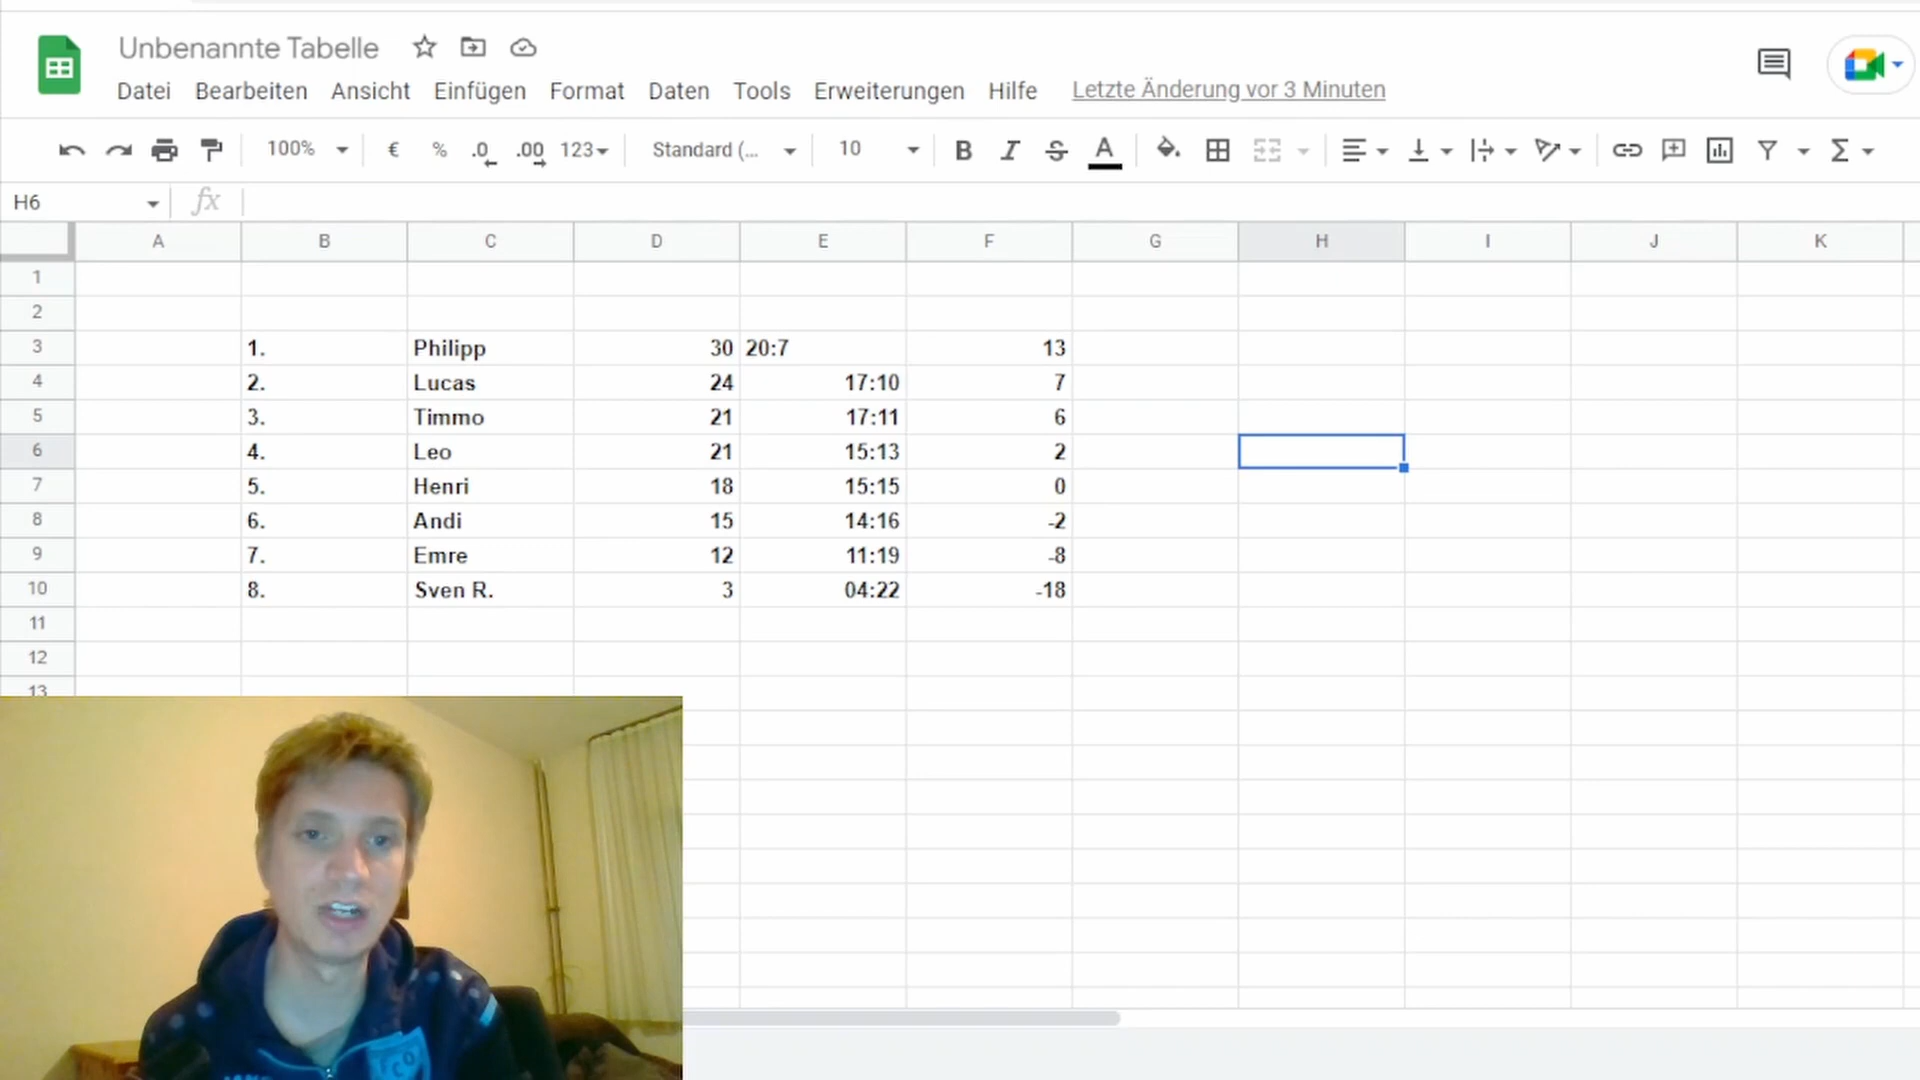 Unbenannte Tabelle
Datei Bearbeiten Ansicht Einfügen Format Daten Tools Erweiterungen Hilfe Letzte Änderung vor 3 Minuten
100% € % .0 .00 123 Standard (... 10 B I S A Σ
H6 fx
A B C D E F G H I J K
1
2
3 1. Philipp 30 20:7 13
4 2. Lucas 24 17:10 7
5 3. Timmo 21 17:11 6
6 4. Leo 21 15:13 2
7 5. Henri 18 15:15 0
8 6. Andi 15 14:16 -2
9 7. Emre 12 11:19 -8
10 8. Sven R. 3 04:22 -18
11
12
13
FCO